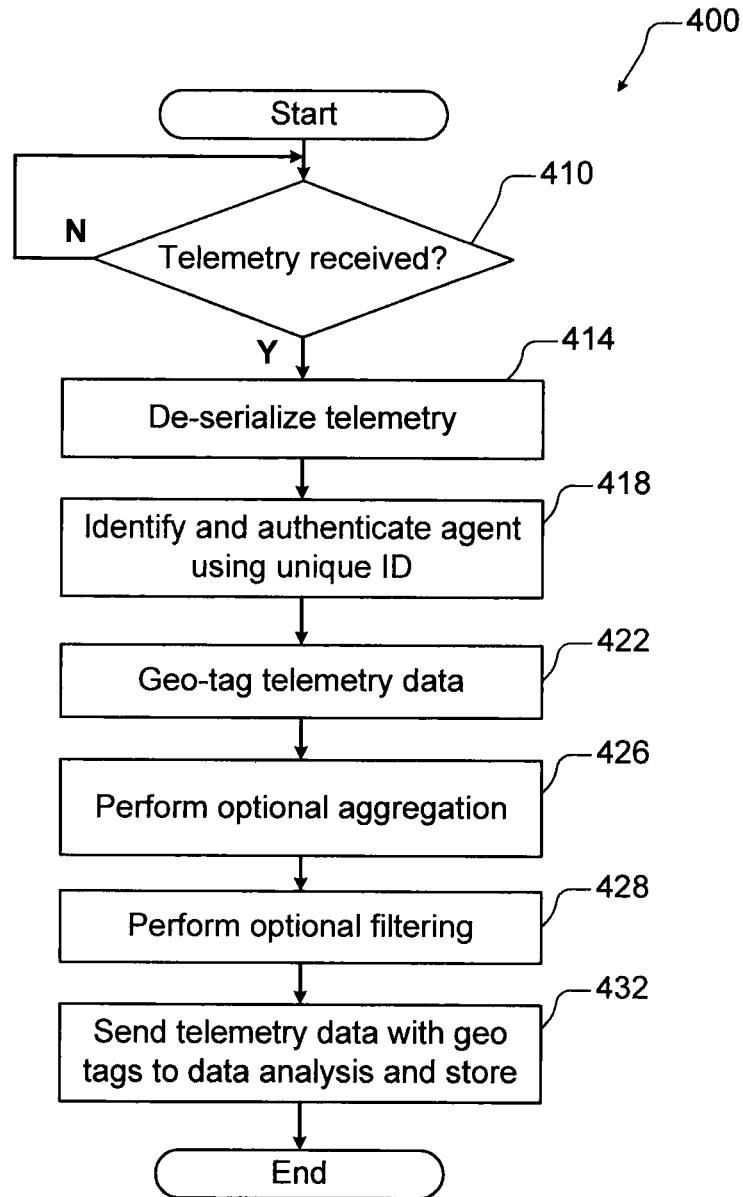 400
Start
410
N
Telemetry received?
Y
414
De-serialize telemetry
418
Identify and authenticate agent
using unique ID
422
Geo-tag telemetry data
426
Perform optional aggregation
428
Perform optional filtering
432
Send telemetry data with geo
tags to data analysis and store
End